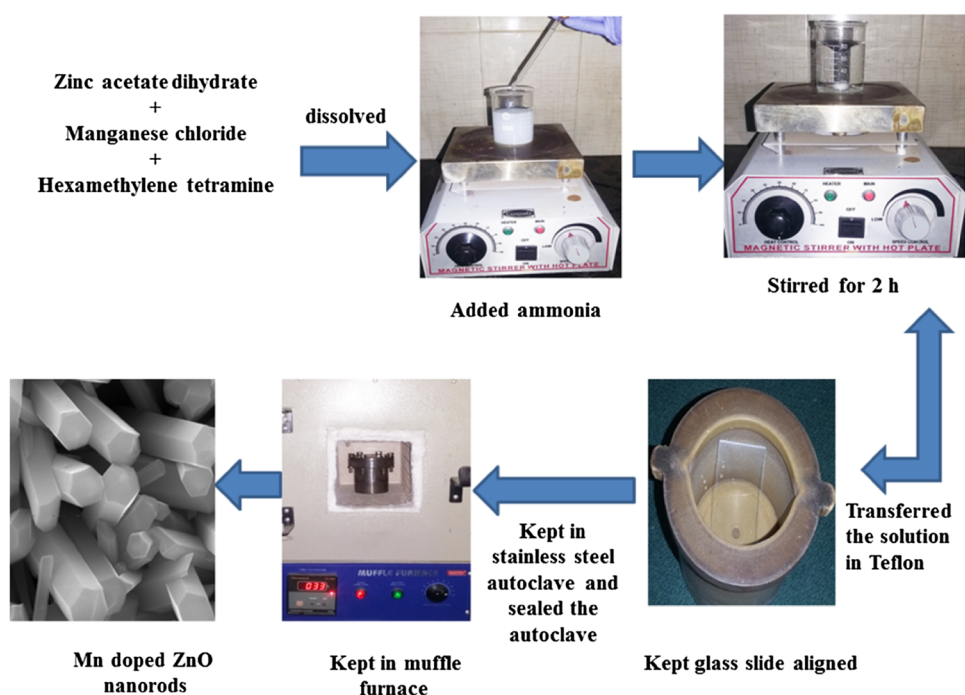 Zinc acetate dihydrate
+
Manganese chloride
+
Hexamethylene tetramine
dissolved
HEATER MAIN
OFF
LOW
ON
MAGNETIC STIRRER WITH HOT PLATE
Added ammonia
HEATER MAIN
OFF
LOW
HEAT CONTROL
ON
SPEED CONTROL
MAGNETIC STIRRER WITH HOT PLATE
Stirred for 2 h
Transferred
the solution
in Teflon
Kept glass slide aligned
Kept in
stainless steel
autoclave and
sealed the
autoclave
033
MUFFLE FURNACE
Kept in muffle
furnace
Mn doped ZnO
nanorods